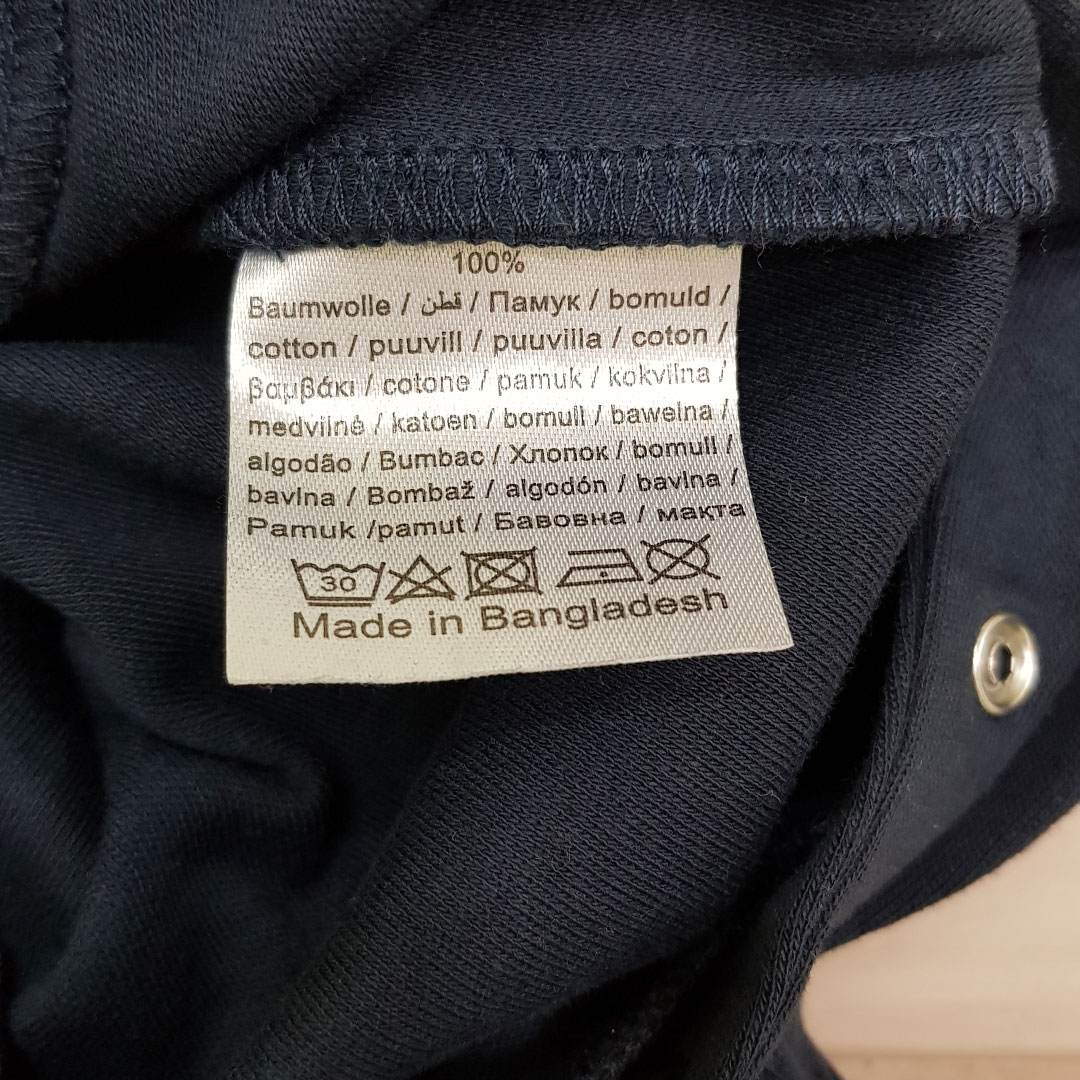 100%
Baumwolle / قطن / Памук / bomuld /
cotton / puuvill / puuvilla / coton /
βαμβάκι / cotone / pamuk / kokvilna /
medvilnė / katoen / bomull / bawełna /
algodão / Bumbac / Хлопок / bomull /
bavlna / Bombaž / algodón / bavlna /
Pamuk /pamut / Бавовна / мақта
30
Made in Bangladesh